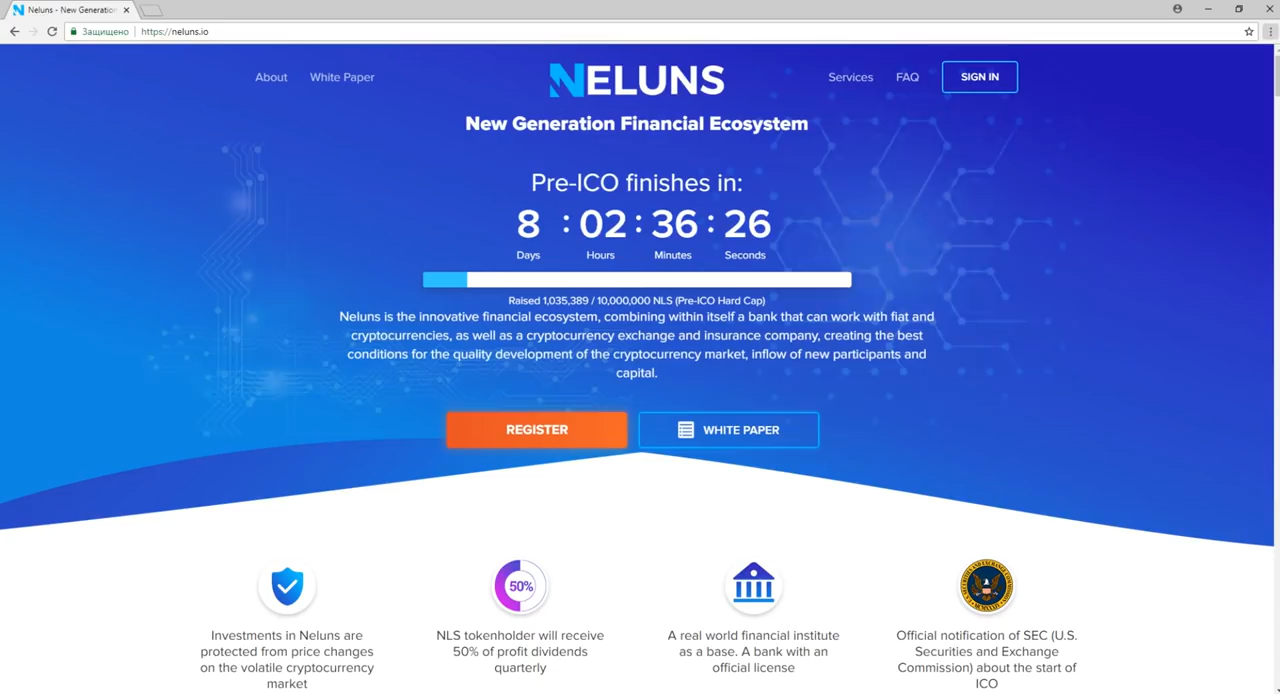 Neluns - New Generation
Защищено
https://neluns.io
About
White Paper
NELUNS
Services
FAQ
SIGN IN
New Generation Financial Ecosystem
Pre-ICO finishes in:
8 : 02 : 36 : 26
Days Hours Minutes Seconds
Raised 1,035,389 / 10,000,000 NLS (Pre-ICO Hard Cap)
Neluns is the innovative financial ecosystem, combining within itself a bank that can work with fiat and
cryptocurrencies, as well as a cryptocurrency exchange and insurance company, creating the best
conditions for the quality development of the cryptocurrency market, inflow of new participants and
capital.
REGISTER
WHITE PAPER
Investments in Neluns are
protected from price changes
on the volatile cryptocurrency
market
50%
NLS tokenholder will receive
50% of profit dividends
quarterly
A real world financial institute
as a base. A bank with an
official license
Official notification of SEC (U.S.
Securities and Exchange
Commission) about the start of
ICO